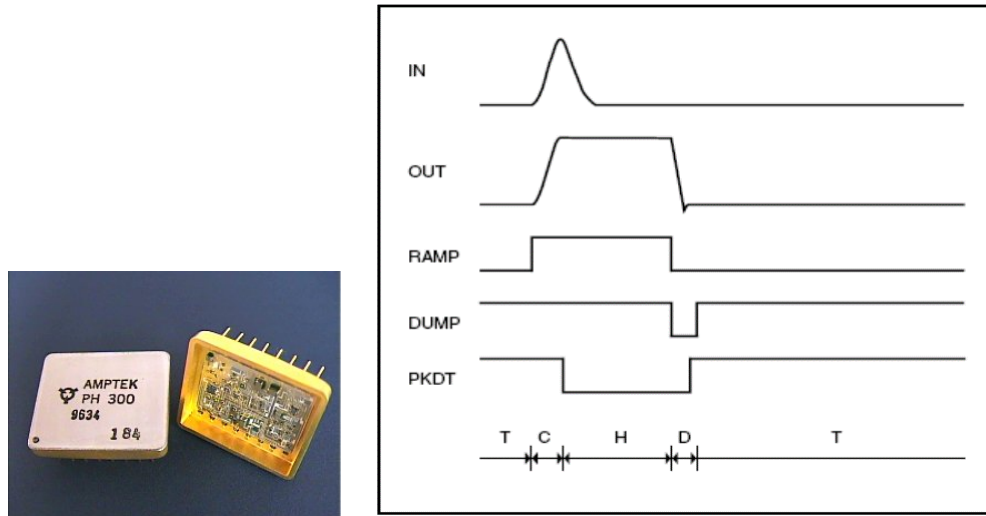 AMPTEK
PH 300
9634
184
IN
OUT
RAMP
DUMP
PKDT
T C H D T